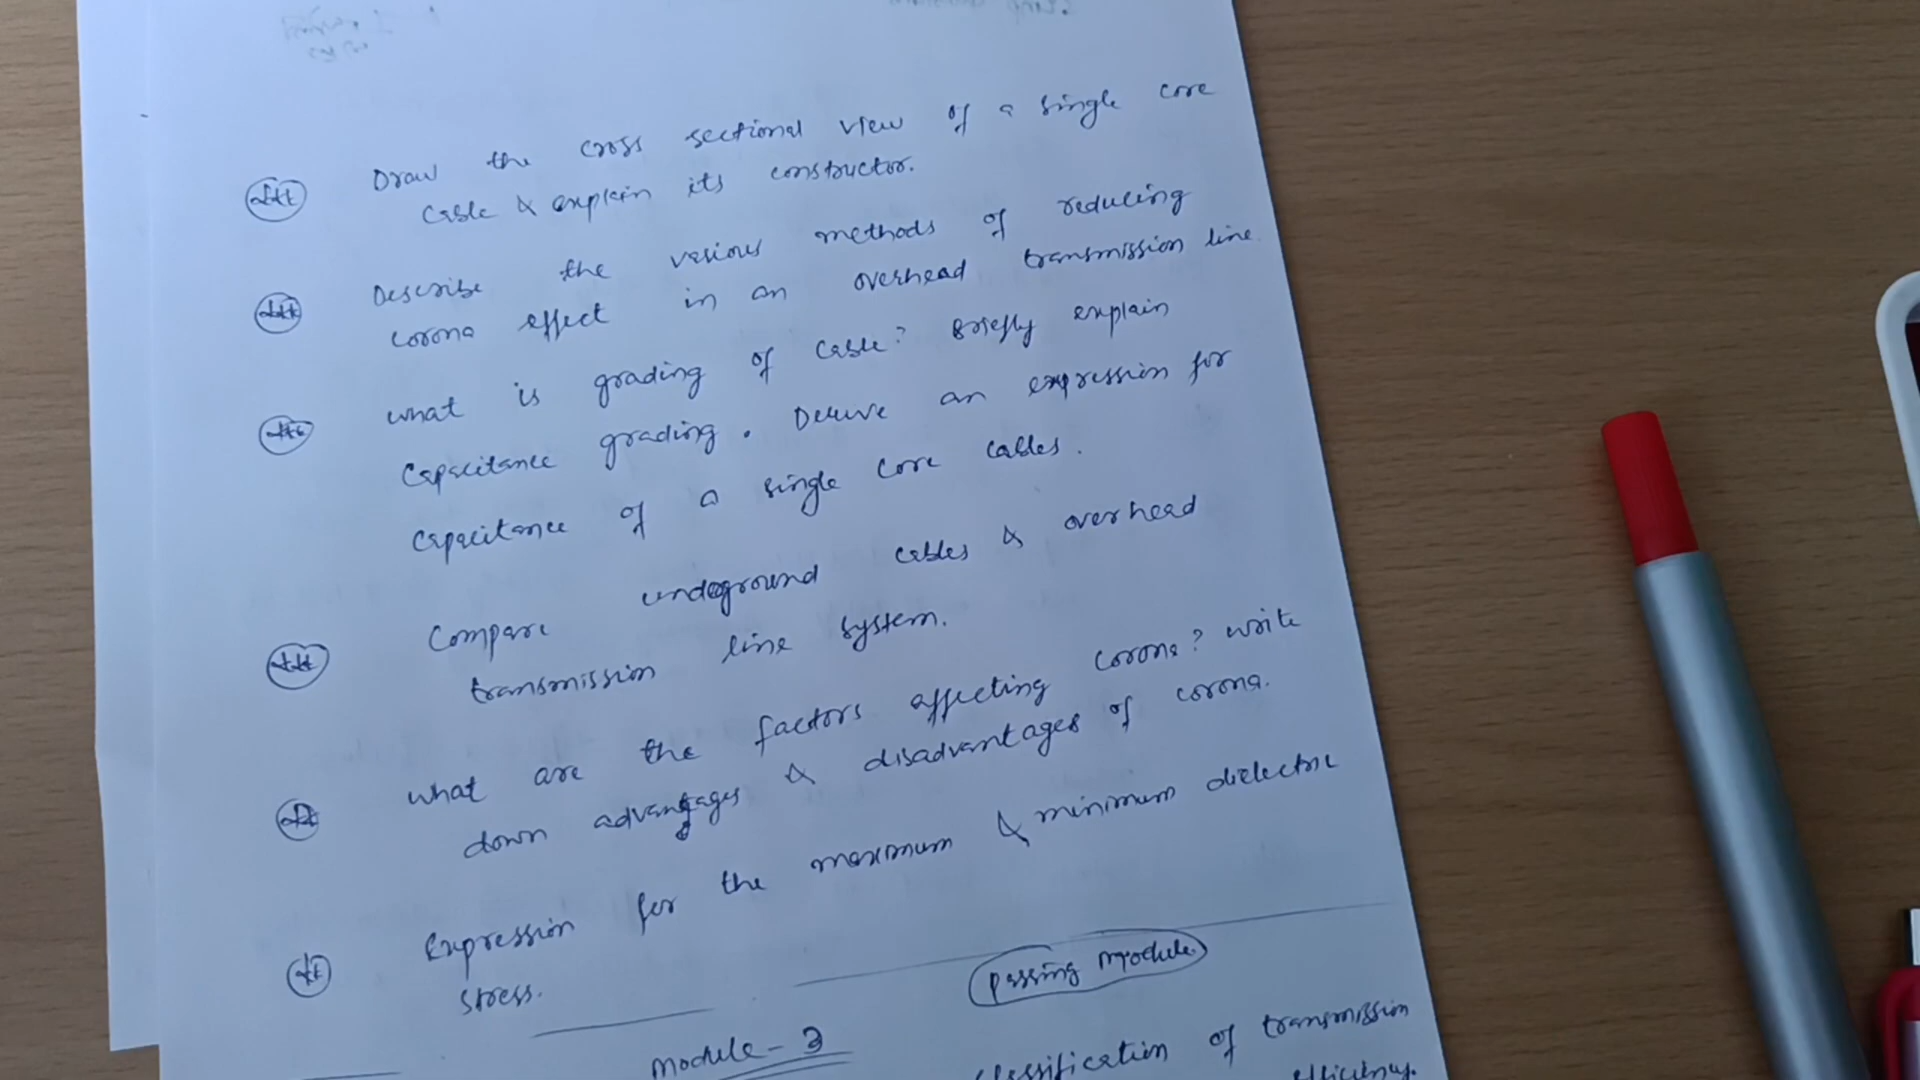 Draw the cross sectional view of a single core
cable & explain its constructor.
Describe the various methods of reducing
corona effect in an overhead transmission line.
what is grading of cable? Briefly explain
capacitance grading. Derive an expression for
capacitance of a single core cables.
Compare undeground cables & overhead
transmission line system.
what are the factors affecting corona? write
down advantages & disadvantages of corona.
Expression for the maximum & minimum dielectric
stress.
passing module
Module-3
classification of transmission
efficiency.